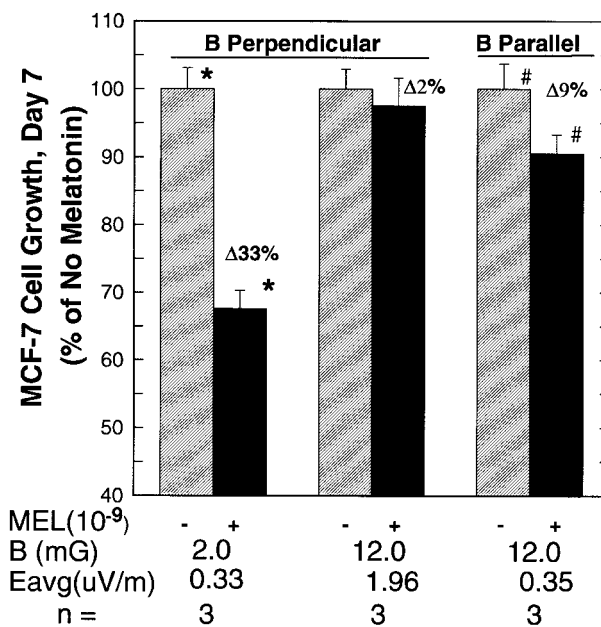 110
100
90
80
70
60
50
40
MCF-7 Cell Growth, Day 7
(% of No Melatonin)
B Perpendicular
B Parallel
*
Δ33%
*
Δ2%
#
Δ9%
#
MEL(10⁻⁹) - + - + - +
B (mG) 2.0 12.0 12.0
Eavg(uV/m) 0.33 1.96 0.35
n = 3 3 3